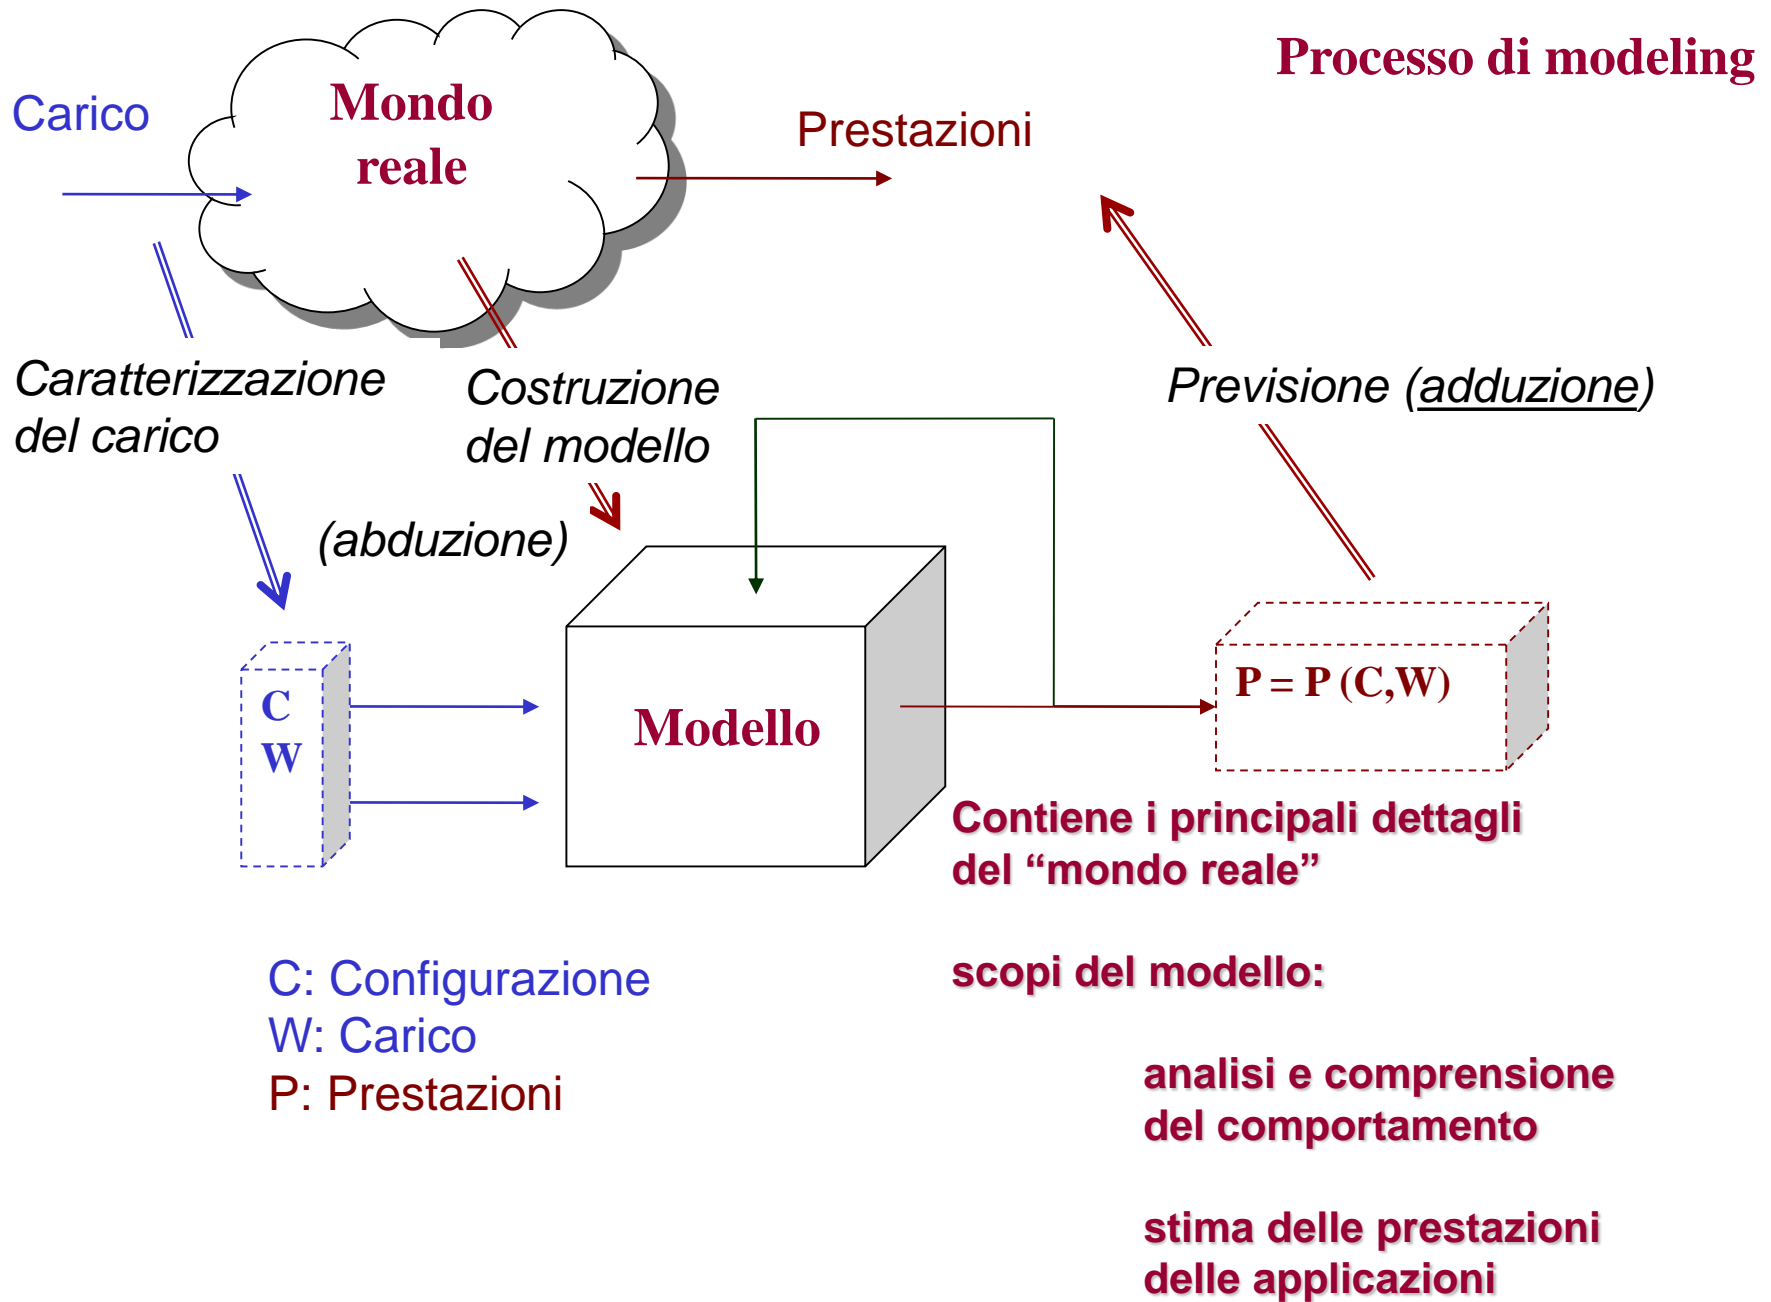 Processo di modeling
Carico
Mondo
reale
Prestazioni
Caratterizzazione
del carico
Costruzione
del modello
Previsione (adduzione)
(abduzione)
C
W
Modello
P = P (C,W)
Contiene i principali dettagli
del “mondo reale”
C: Configurazione
W: Carico
P: Prestazioni
scopi del modello:
analisi e comprensione
del comportamento
stima delle prestazioni
delle applicazioni